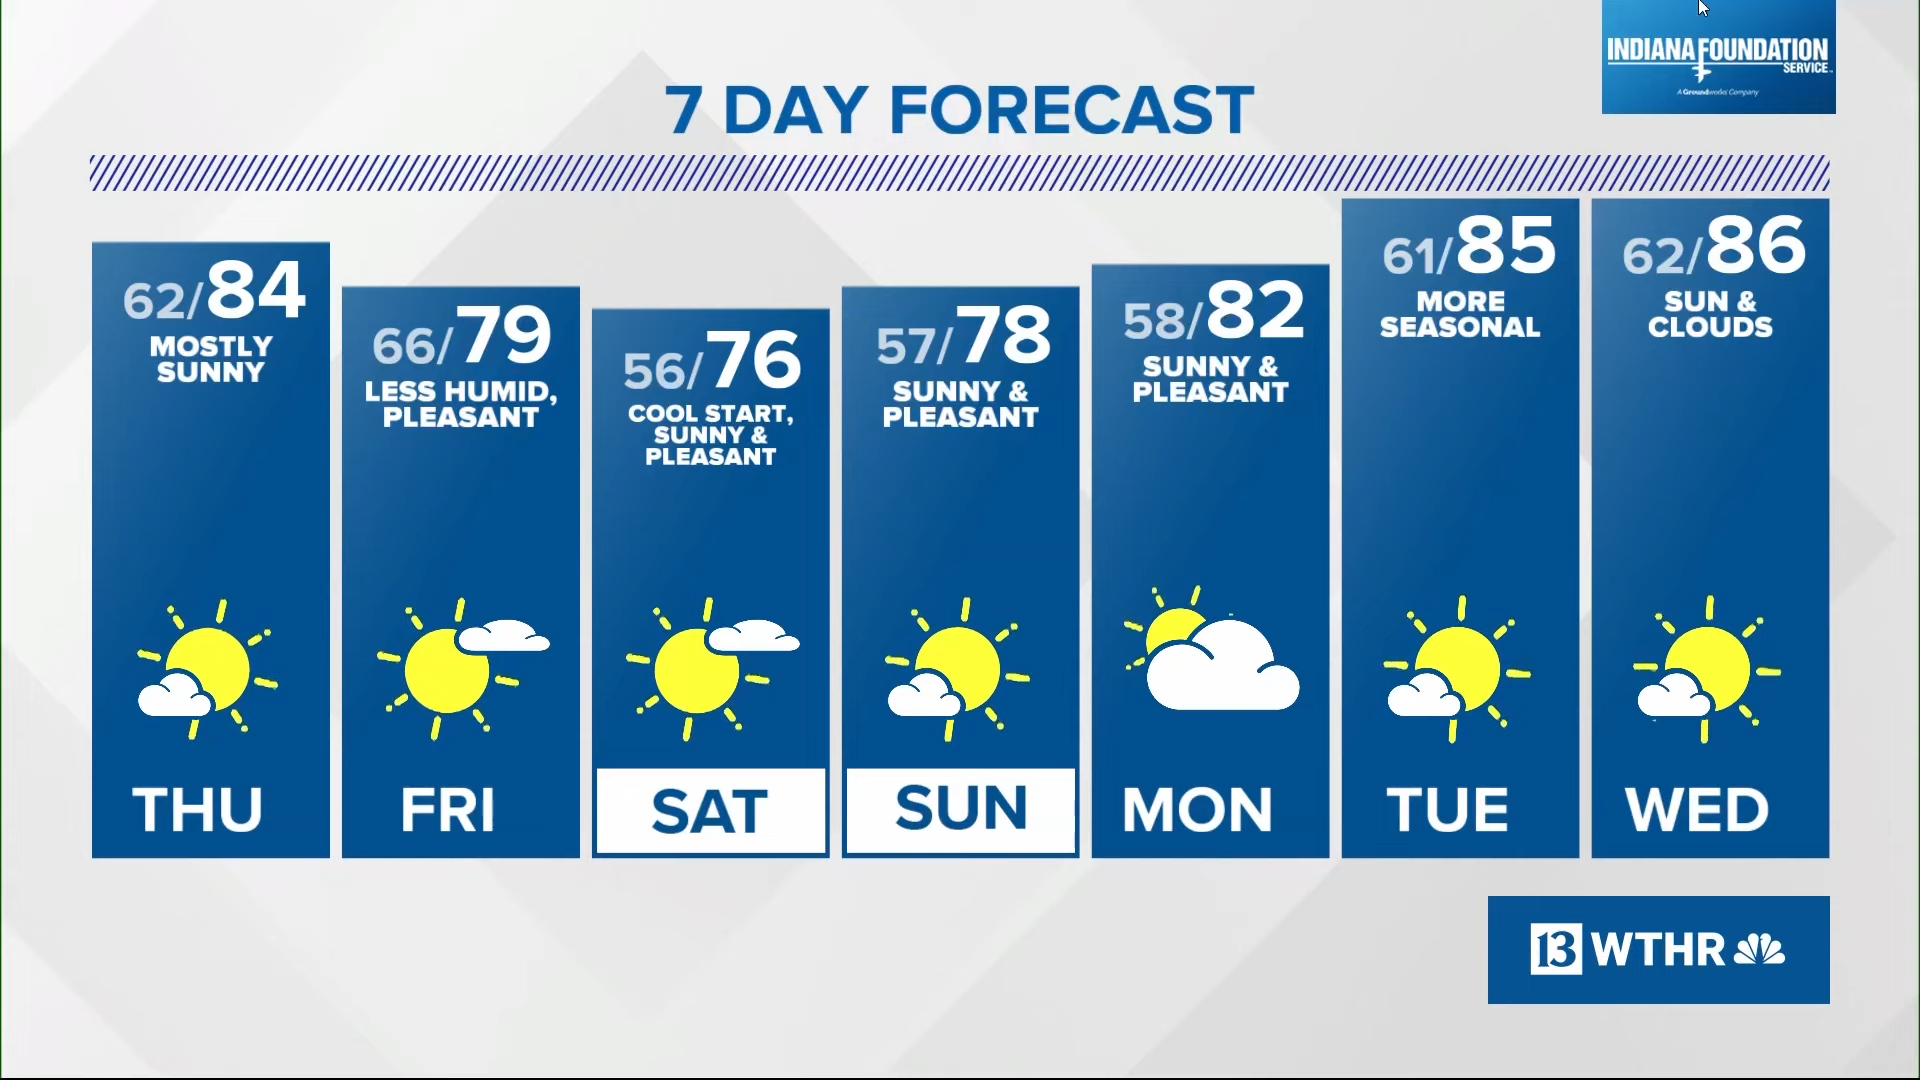 INDIANA FOUNDATION
SERVICE
A Groundworks Company
7 DAY FORECAST
62/84
MOSTLY
SUNNY
THU
66/79
LESS HUMID,
PLEASANT
FRI
56/76
COOL START,
SUNNY &
PLEASANT
SAT
57/78
SUNNY &
PLEASANT
SUN
58/82
SUNNY &
PLEASANT
MON
61/85
MORE
SEASONAL
TUE
62/86
SUN &
CLOUDS
WED
13 WTHR